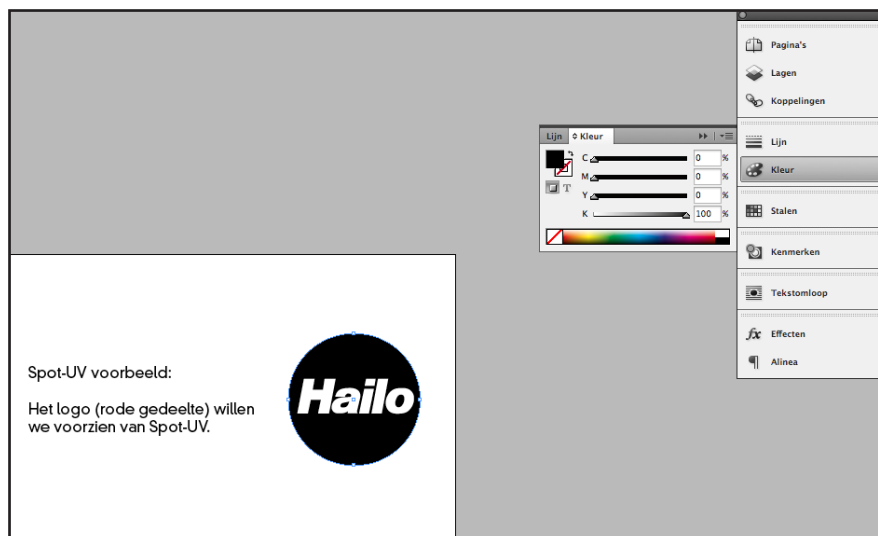 Pagina's
Lagen
Koppelingen
Lijn
Kleur
Stalen
Kenmerken
Tekstomloop
fx Effecten
Alinea
Lijn Kleur
C 0 %
M 0 %
Y 0 %
K 100 %
T
Spot-UV voorbeeld:
Het logo (rode gedeelte) willen
we voorzien van Spot-UV.
Hailo